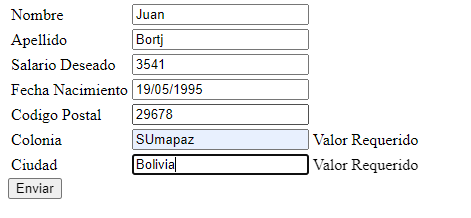 Nombre Juan
Apellido Bortj
Salario Deseado 3541
Fecha Nacimiento 19/05/1995
Codigo Postal 29678
Colonia SUmapaz Valor Requerido
Ciudad Bolivia Valor Requerido
Enviar